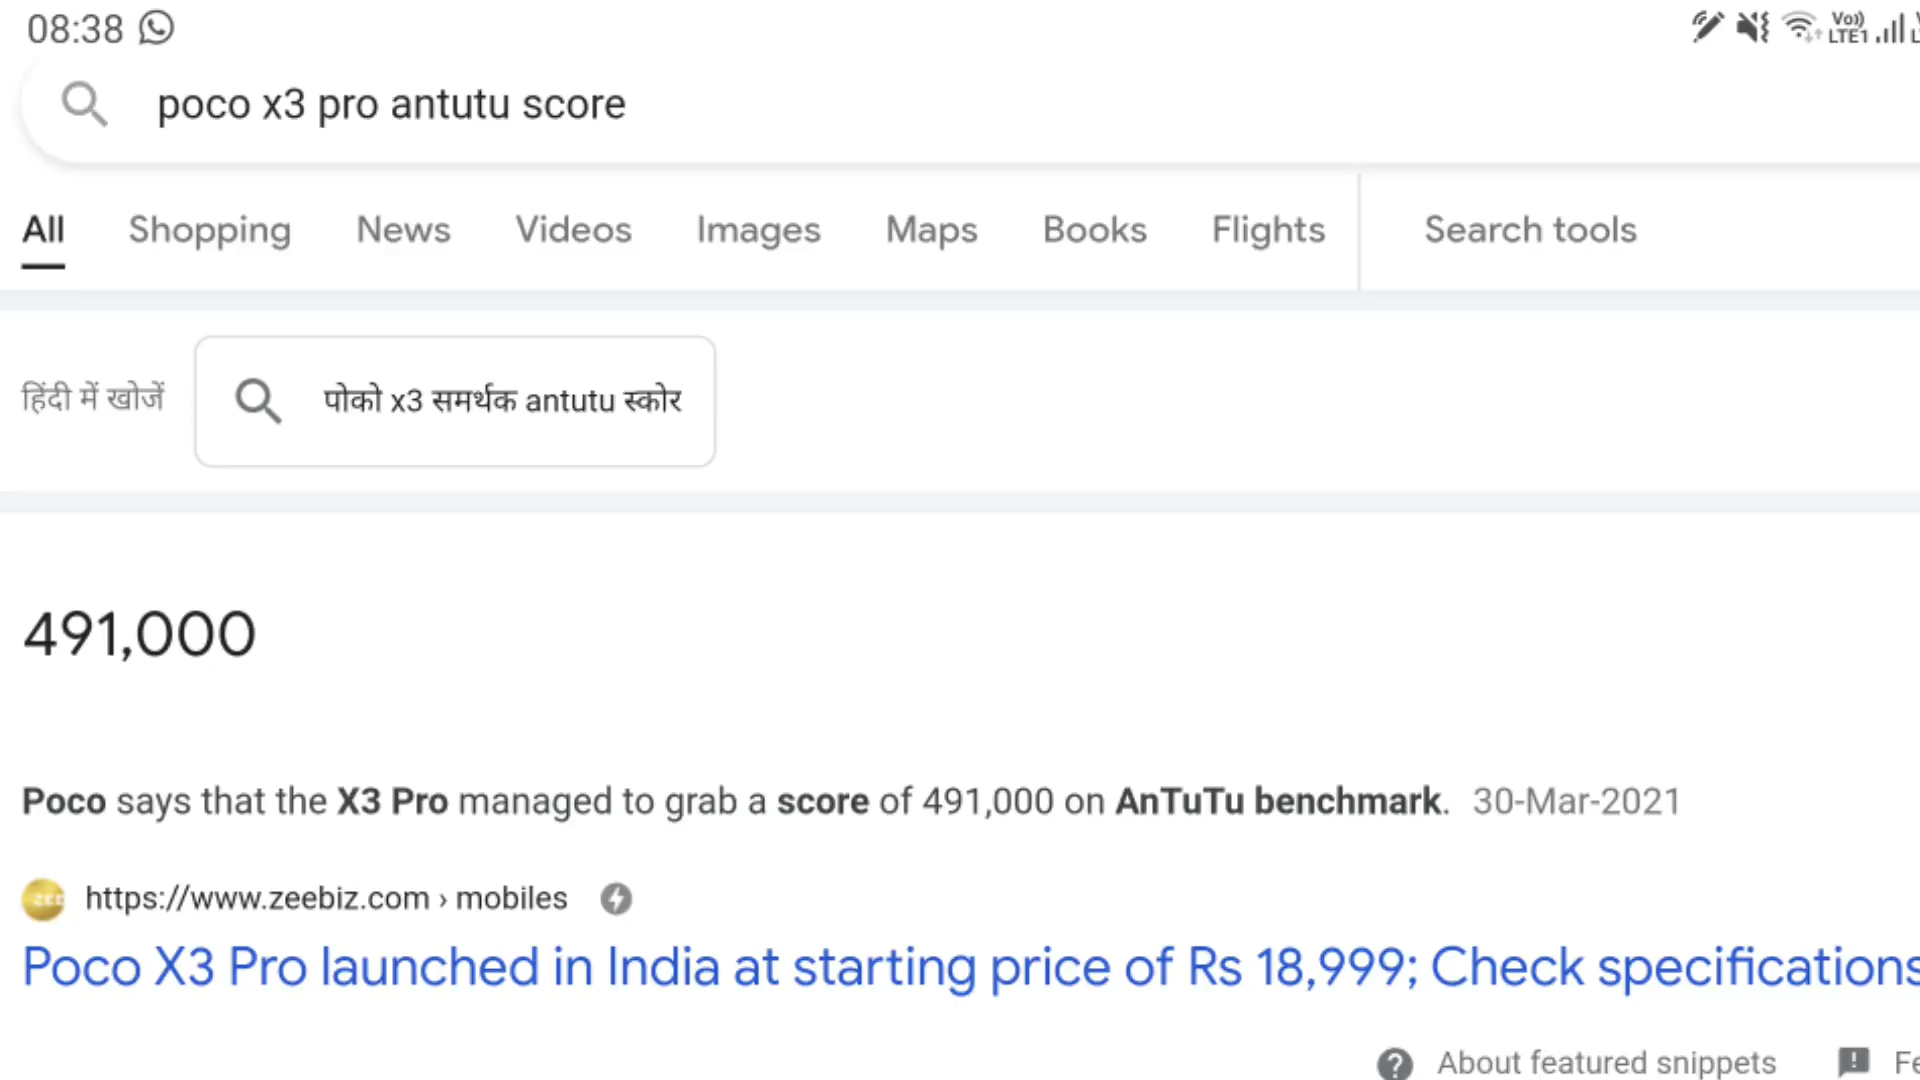 08:38 Vo)) LTE1
poco x3 pro antutu score
All Shopping News Videos Images Maps Books Flights Search tools
हिंदी में खोजें पोको x3 समर्थक antutu स्कोर
491,000
Poco says that the X3 Pro managed to grab a score of 491,000 on AnTuTu benchmark. 30-Mar-2021
https://www.zeebiz.com › mobiles
Poco X3 Pro launched in India at starting price of Rs 18,999; Check specifications
About featured snippets